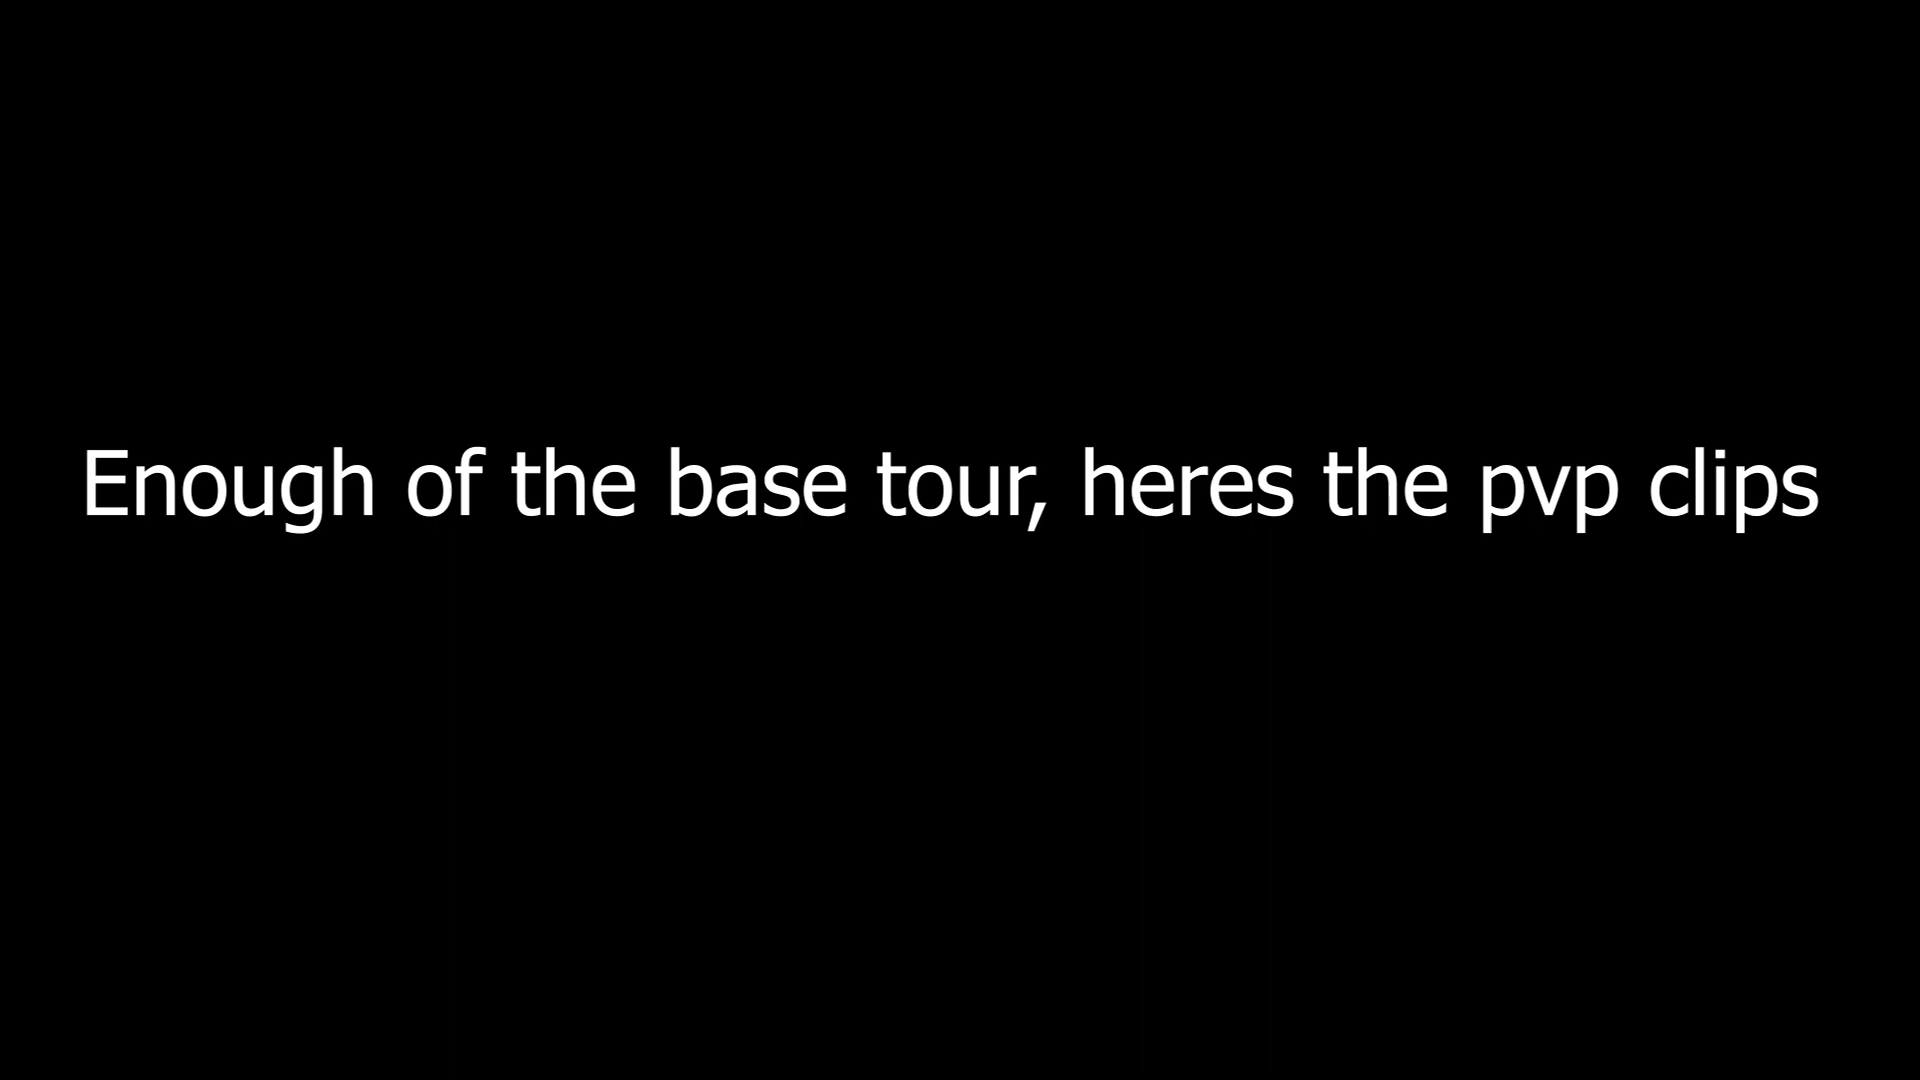 Enough of the base tour, heres the pvp clips